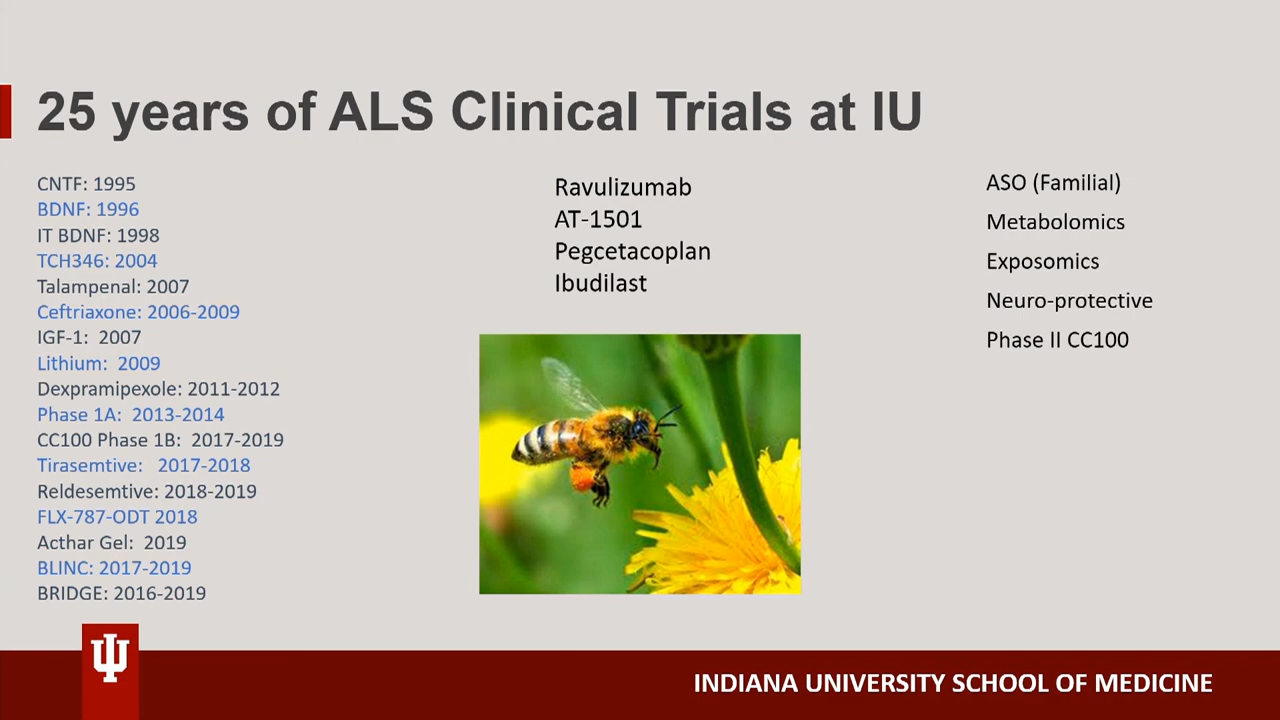 25 years of ALS Clinical Trials at IU
CNTF: 1995
BDNF: 1996
IT BDNF: 1998
TCH346: 2004
Talampenal: 2007
Ceftriaxone: 2006-2009
IGF-1: 2007
Lithium: 2009
Dexpramipexole: 2011-2012
Phase 1A: 2013-2014
CC100 Phase 1B: 2017-2019
Tirasemtive: 2017-2018
Reldesemtive: 2018-2019
FLX-787-ODT 2018
Acthar Gel: 2019
BLINC: 2017-2019
BRIDGE: 2016-2019
Ravulizumab
AT-1501
Pegcetacoplan
Ibudilast
ASO (Familial)
Metabolomics
Exposomics
Neuro-protective
Phase II CC100
INDIANA UNIVERSITY SCHOOL OF MEDICINE